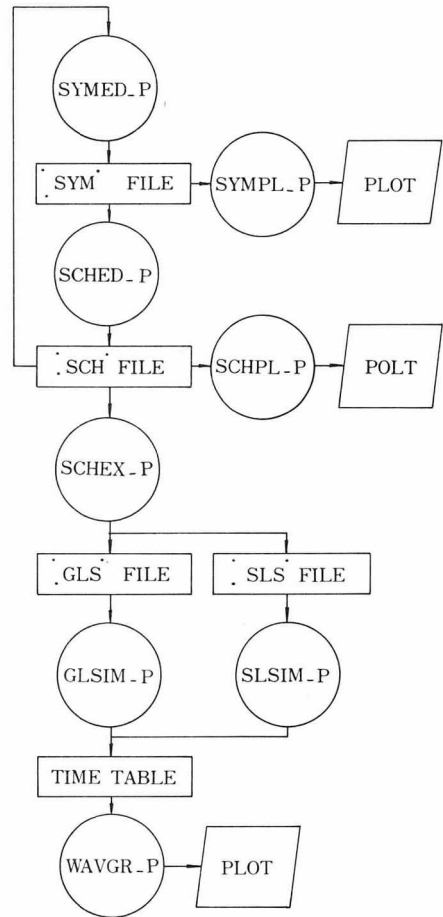 SYMED_P
"SYM" FILE
SYMPL_P
PLOT
SCHED_P
"SCH" FILE
SCHPL_P
POLT
SCHEX_P
"GLS" FILE
"SLS" FILE
GLSIM_P
SLSIM_P
TIME TABLE
WAVGR_P
PLOT